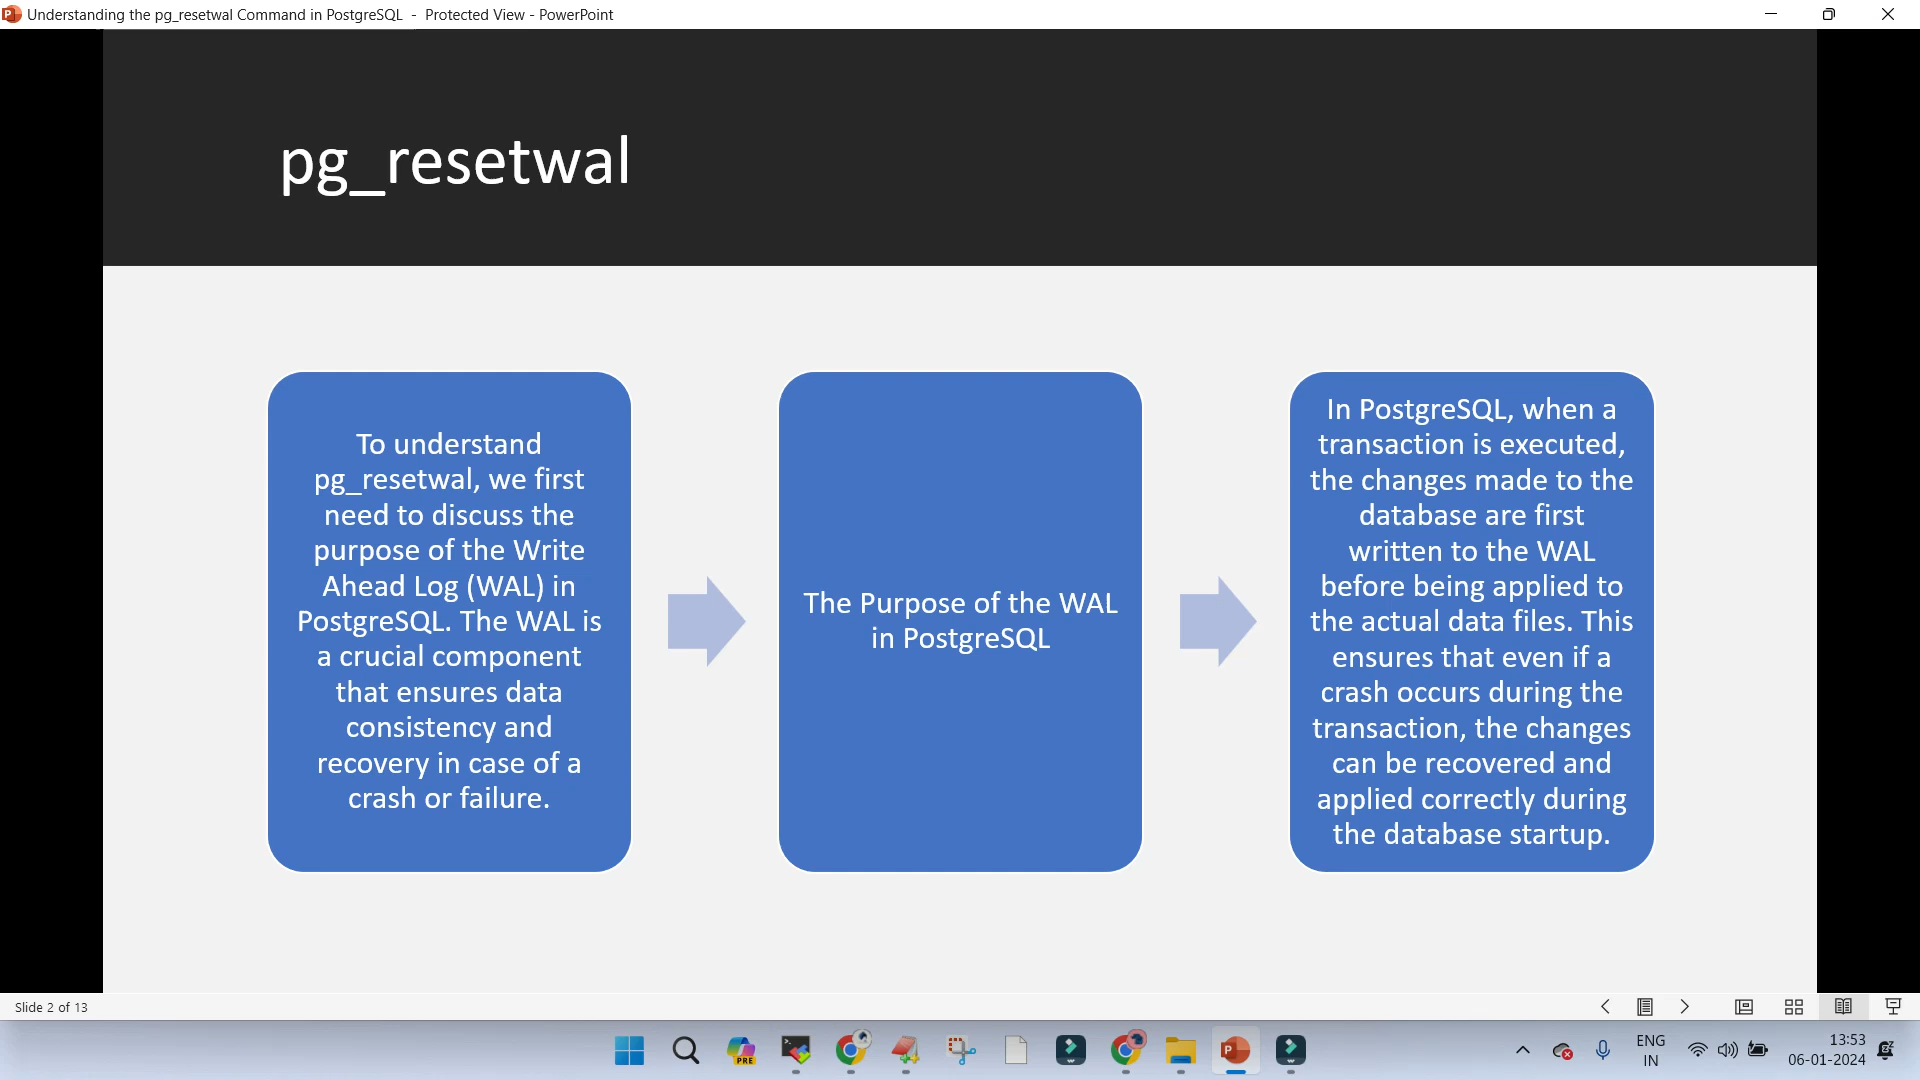 Understanding the pg_resetwal Command in PostgreSQL - Protected View - PowerPoint
pg_resetwal
To understand
pg_resetwal, we first
need to discuss the
purpose of the Write
Ahead Log (WAL) in
PostgreSQL. The WAL is
a crucial component
that ensures data
consistency and
recovery in case of a
crash or failure.
The Purpose of the WAL
in PostgreSQL
In PostgreSQL, when a
transaction is executed,
the changes made to the
database are first
written to the WAL
before being applied to
the actual data files. This
ensures that even if a
crash occurs during the
transaction, the changes
can be recovered and
applied correctly during
the database startup.
Slide 2 of 13
PRE
ENG
IN
13:53
06-01-2024